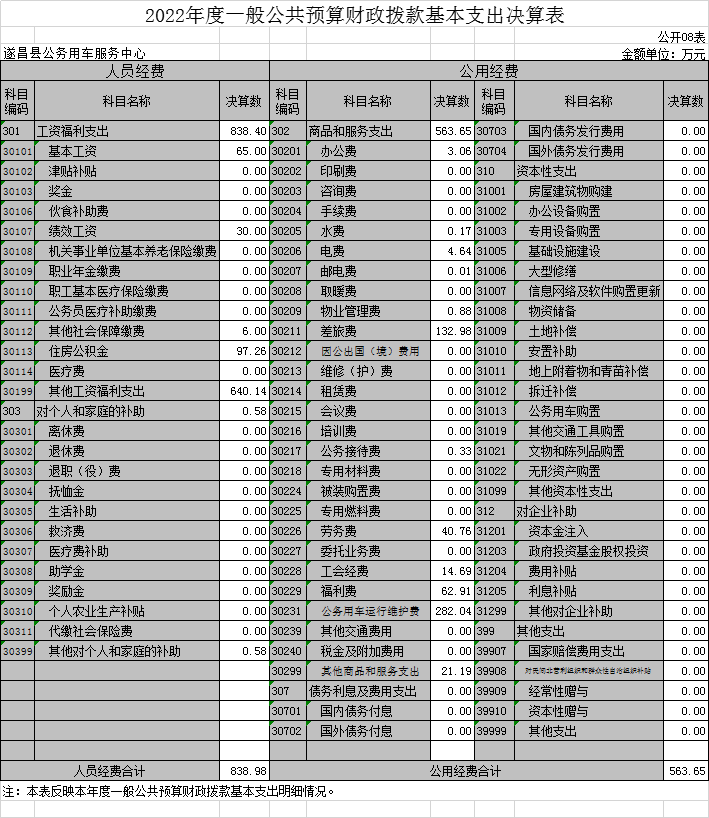 2022年度一般公共预算财政拨款基本支出决算表
公开08表
遂昌县公务用车服务中心 金额单位：万元
人员经费 公用经费
科目编码 科目名称 决算数 科目编码 科目名称 决算数 科目编码 科目名称 决算数
301 工资福利支出 838.40 302 商品和服务支出 563.65 30703 国内债务发行费用 0.00
30101 基本工资 65.00 30201 办公费 3.06 30704 国外债务发行费用 0.00
30102 津贴补贴 0.00 30202 印刷费 0.00 310 资本性支出 0.00
30103 奖金 0.00 30203 咨询费 0.00 31001 房屋建筑物购建 0.00
30106 伙食补助费 0.00 30204 手续费 0.00 31002 办公设备购置 0.00
30107 绩效工资 30.00 30205 水费 0.17 31003 专用设备购置 0.00
30108 机关事业单位基本养老保险缴费 0.00 30206 电费 4.64 31005 基础设施建设 0.00
30109 职业年金缴费 0.00 30207 邮电费 0.01 31006 大型修缮 0.00
30110 职工基本医疗保险缴费 0.00 30208 取暖费 0.00 31007 信息网络及软件购置更新 0.00
30111 公务员医疗补助缴费 0.00 30209 物业管理费 0.88 31008 物资储备 0.00
30112 其他社会保障缴费 6.00 30211 差旅费 132.98 31009 土地补偿 0.00
30113 住房公积金 97.26 30212 因公出国（境）费用 0.00 31010 安置补助 0.00
30114 医疗费 0.00 30213 维修（护）费 0.00 31011 地上附着物和青苗补偿 0.00
30199 其他工资福利支出 640.14 30214 租赁费 0.00 31012 拆迁补偿 0.00
303 对个人和家庭的补助 0.58 30215 会议费 0.00 31013 公务用车购置 0.00
30301 离休费 0.00 30216 培训费 0.00 31019 其他交通工具购置 0.00
30302 退休费 0.00 30217 公务接待费 0.33 31021 文物和陈列品购置 0.00
30303 退职（役）费 0.00 30218 专用材料费 0.00 31022 无形资产购置 0.00
30304 抚恤金 0.00 30224 被装购置费 0.00 31099 其他资本性支出 0.00
30305 生活补助 0.00 30225 专用燃料费 0.00 312 对企业补助 0.00
30306 救济费 0.00 30226 劳务费 40.76 31201 资本金注入 0.00
30307 医疗费补助 0.00 30227 委托业务费 0.00 31203 政府投资基金股权投资 0.00
30308 助学金 0.00 30228 工会经费 14.69 31204 费用补贴 0.00
30309 奖励金 0.00 30229 福利费 62.91 31205 利息补贴 0.00
30310 个人农业生产补贴 0.00 30231 公务用车运行维护费 282.04 31299 其他对企业补助 0.00
30311 代缴社会保险费 0.00 30239 其他交通费用 0.00 399 其他支出 0.00
30399 其他对个人和家庭的补助 0.58 30240 税金及附加费用 0.00 39907 国家赔偿费用支出 0.00
30299 其他商品和服务支出 21.19 39908 对民间非营利组织和群众性自治组织补贴 0.00
307 债务利息及费用支出 0.00 39909 经常性赠与 0.00
30701 国内债务付息 0.00 39910 资本性赠与 0.00
30702 国外债务付息 0.00 39999 其他支出 0.00
人员经费合计 838.98 公用经费合计 563.65
注：本表反映本年度一般公共预算财政拨款基本支出明细情况。